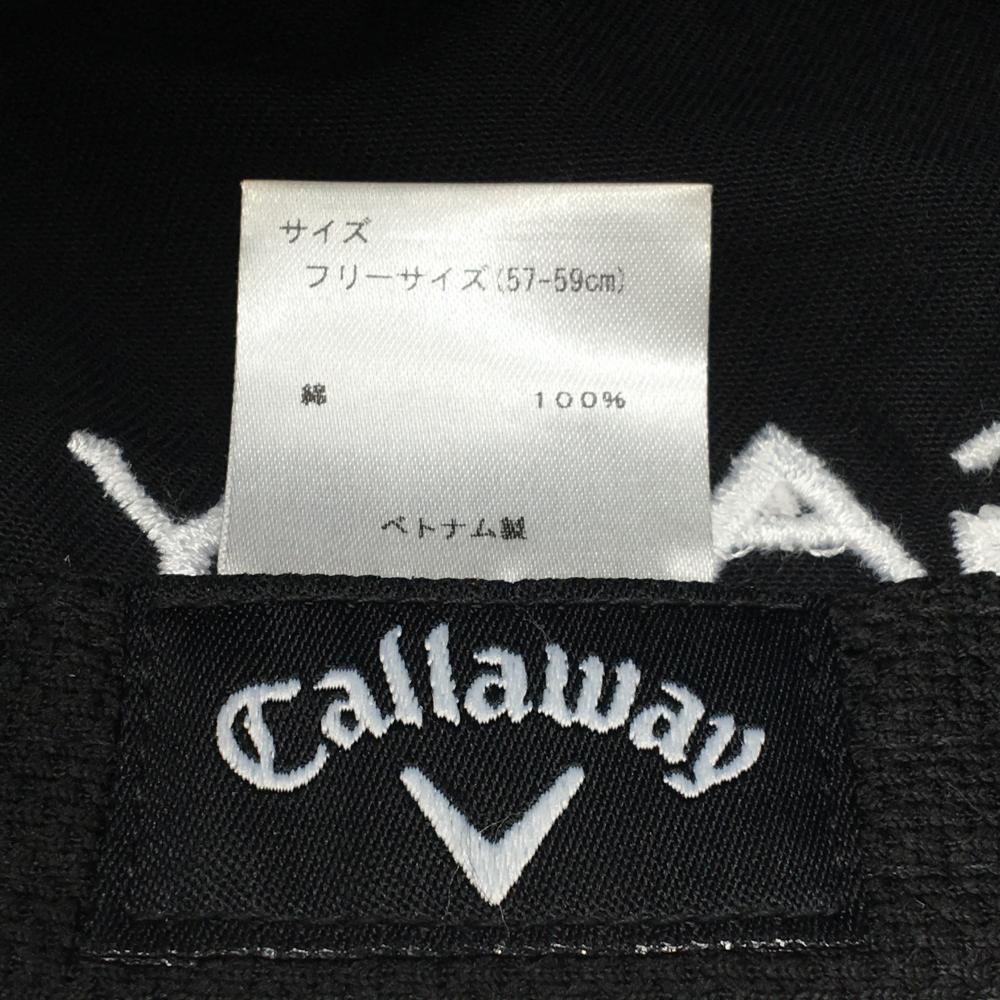 サイズ
フリーサイズ(57-59cm)
綿 100%
ベトナム製
Callaway